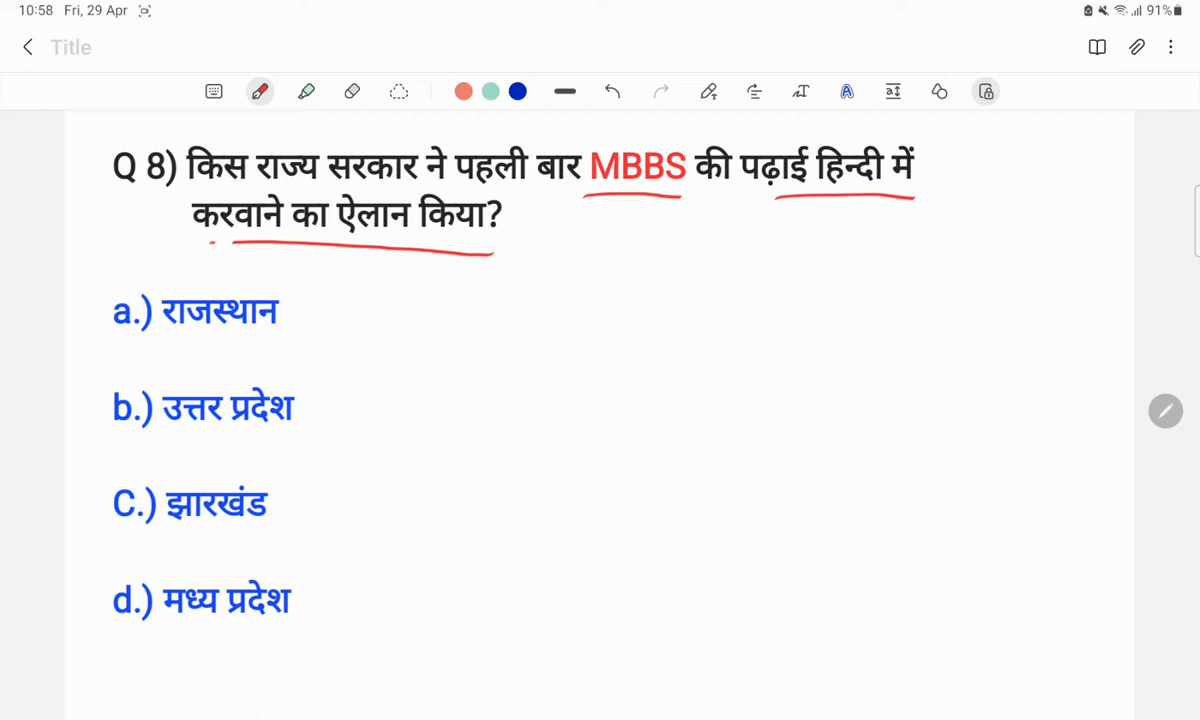 10:58 Fri, 29 Apr 91%
Title
Q 8) किस राज्य सरकार ने पहली बार MBBS की पढ़ाई हिन्दी में
करवाने का ऐलान किया?
a.) राजस्थान
b.) उत्तर प्रदेश
C.) झारखंड
d.) मध्य प्रदेश